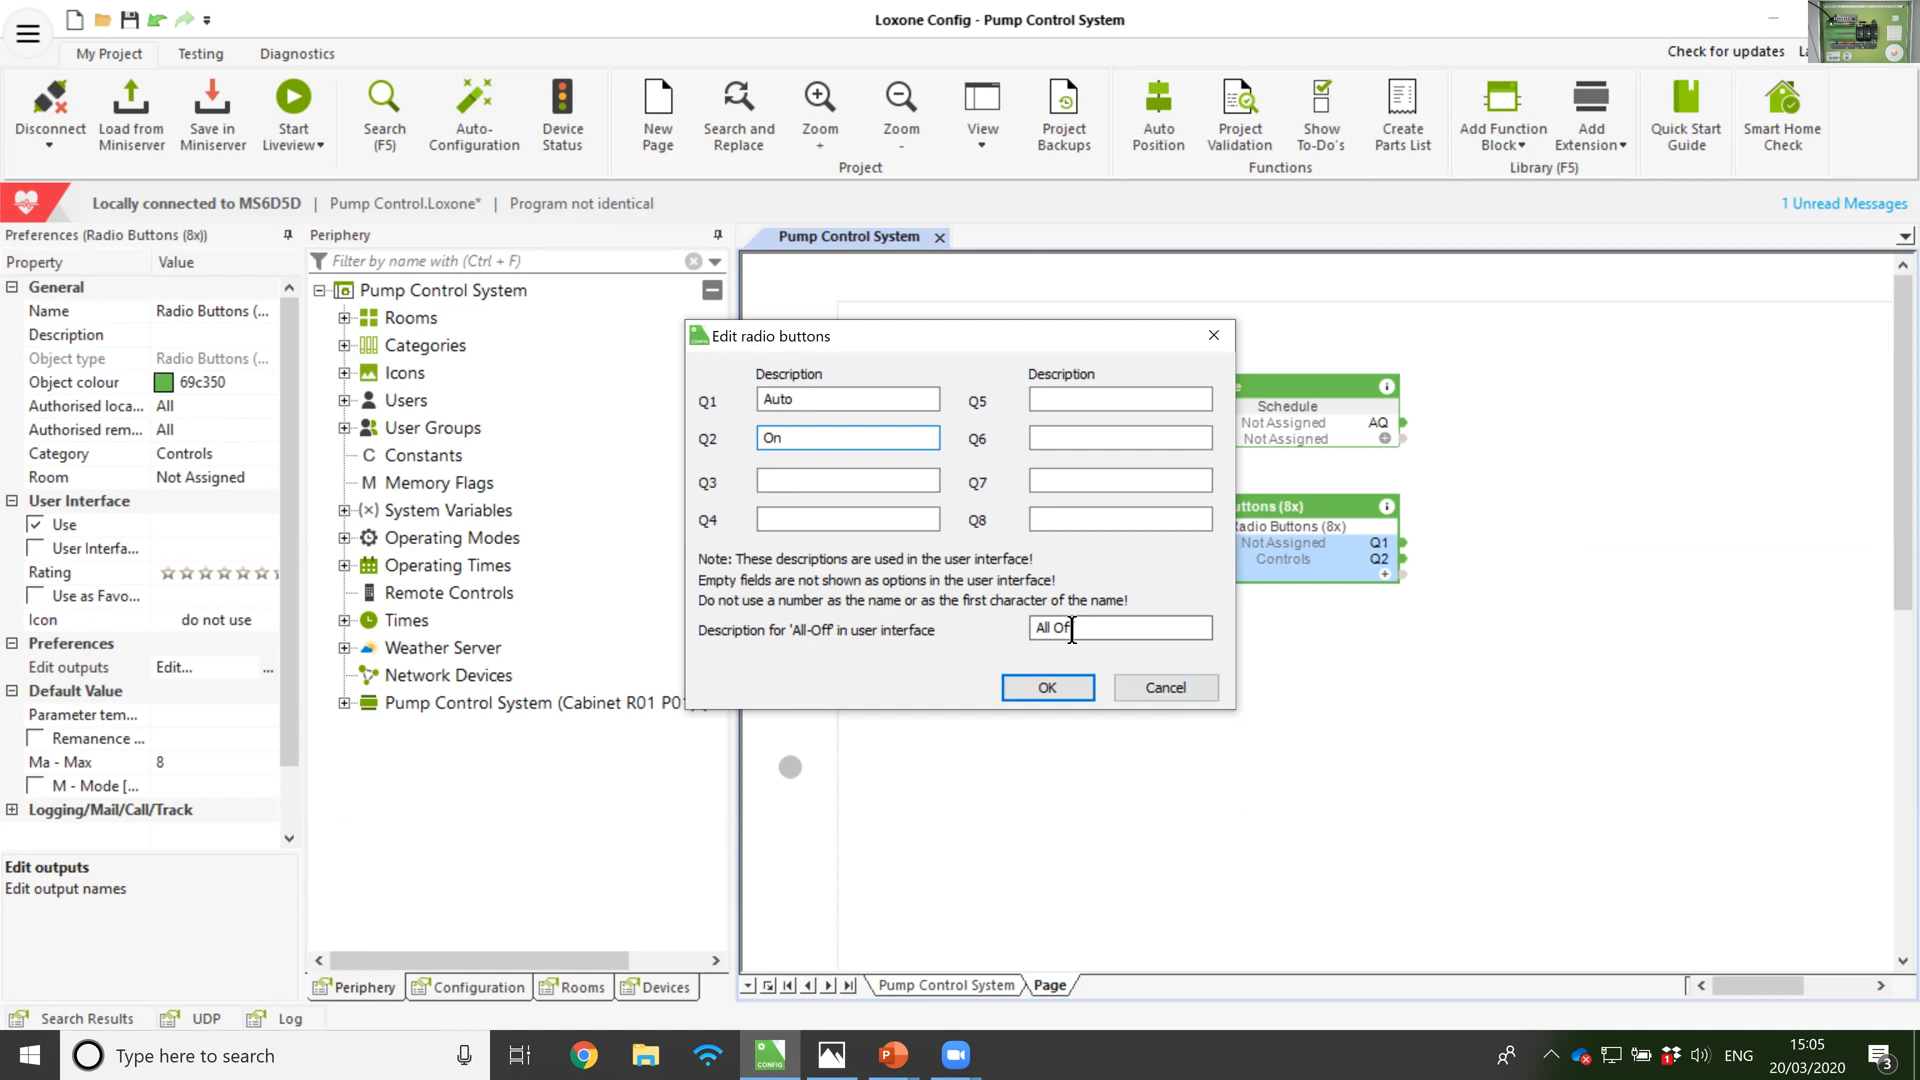 Loxone Config - Pump Control System
My Project
Testing
Diagnostics
Check for updates
Disconnect
Load from Miniserver
Save in Miniserver
Start Liveview
Search (F5)
Auto-Configuration
Device Status
New Page
Search and Replace
Zoom +
Zoom -
View
Project Backups
Project
Auto Position
Project Validation
Show To-Do's
Create Parts List
Functions
Add Function Block
Add Extension
Library (F5)
Quick Start Guide
Smart Home Check
Locally connected to MS6D5D | Pump Control.Loxone* | Program not identical
1 Unread Messages
Preferences (Radio Buttons (8x))
Property Value
General
Name Radio Buttons (...
Description
Object type Radio Buttons (...
Object colour 69c350
Authorised loca... All
Authorised rem... All
Category Controls
Room Not Assigned
User Interface
Use
User Interfa...
Rating
Use as Favo...
Icon do not use
Preferences
Edit outputs Edit... ...
Default Value
Parameter tem...
Remanence ...
Ma - Max 8
M - Mode [...
Logging/Mail/Call/Track
Edit outputs
Edit output names
Periphery
Filter by name with (Ctrl + F)
Pump Control System
Rooms
Categories
Icons
Users
User Groups
C Constants
M Memory Flags
(×) System Variables
Operating Modes
Operating Times
Remote Controls
Times
Weather Server
Network Devices
Pump Control System (Cabinet R01 P0
Periphery
Configuration
Rooms
Devices
Pump Control System
Edit radio buttons
Description Description
Q1 Auto Q5
Q2 On Q6
Q3 Q7
Q4 Q8
Note: These descriptions are used in the user interface!
Empty fields are not shown as options in the user interface!
Do not use a number as the name or as the first character of the name!
Description for 'All-Off' in user interface All Of
OK
Cancel
e
Schedule
Not Assigned AQ
Not Assigned
uttons (8x)
Radio Buttons (8x)
Not Assigned Q1
Controls Q2
Pump Control System
Page
Search Results
UDP
Log
CONFIG
Type here to search
ENG
15:05
20/03/2020
3